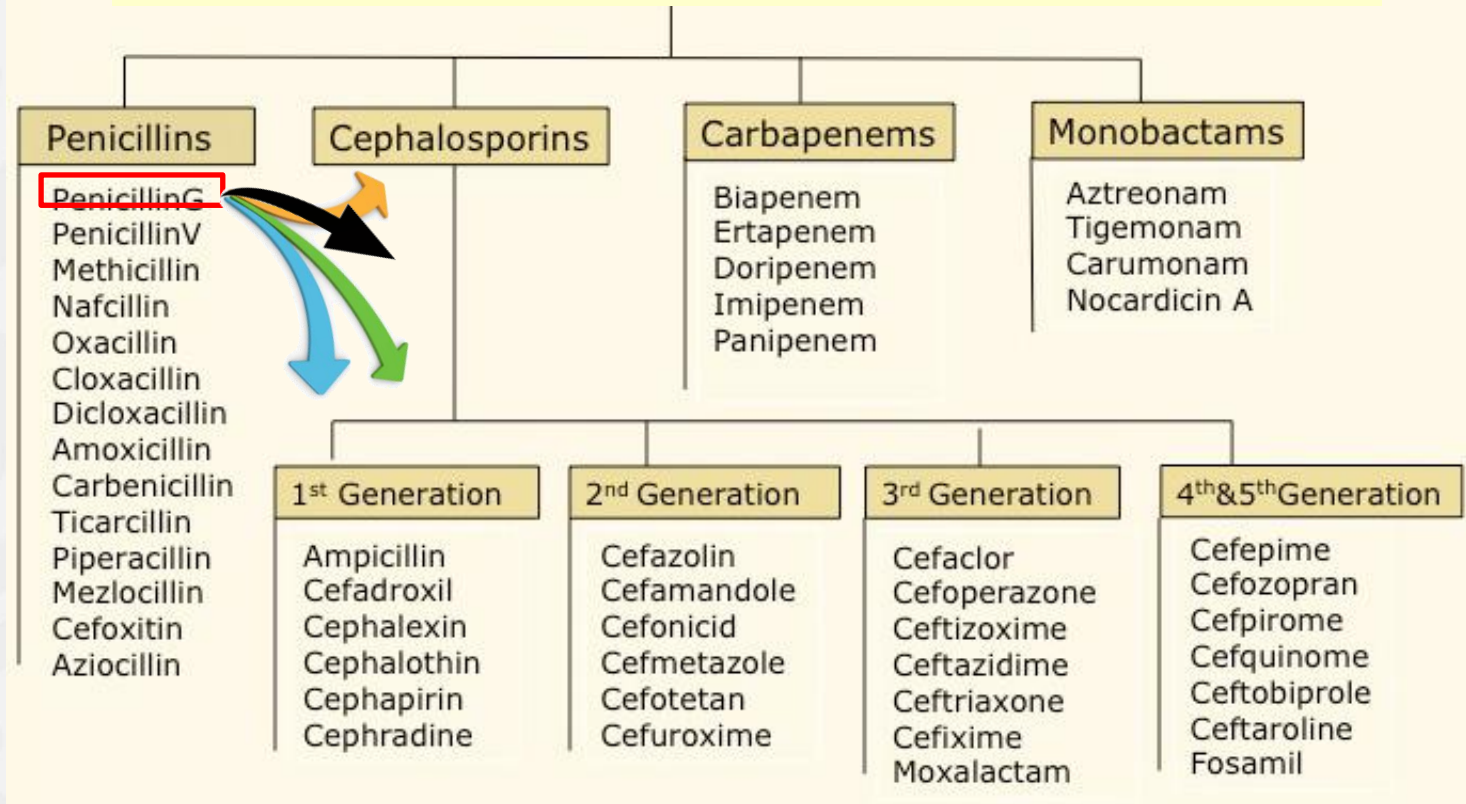 Penicillins
PenicillinG
PenicillinV
Methicillin
Nafcillin
Oxacillin
Cloxacillin
Dicloxacillin
Amoxicillin
Carbenicillin
Ticarcillin
Piperacillin
Mezlocillin
Cefoxitin
Aziocillin
Cephalosporins
1st Generation
Ampicillin
Cefadroxil
Cephalexin
Cephalothin
Cephapirin
Cephradine
2nd Generation
Cefazolin
Cefamandole
Cefonicid
Cefmetazole
Cefotetan
Cefuroxime
3rd Generation
Cefaclor
Cefoperazone
Ceftizoxime
Ceftazidime
Ceftriaxone
Cefixime
Moxalactam
4th&5thGeneration
Cefepime
Cefozopran
Cefpirome
Cefquinome
Ceftobiprole
Ceftaroline
Fosamil
Carbapenems
Biapenem
Ertapenem
Doripenem
Imipenem
Panipenem
Monobactams
Aztreonam
Tigemonam
Carumonam
Nocardicin A